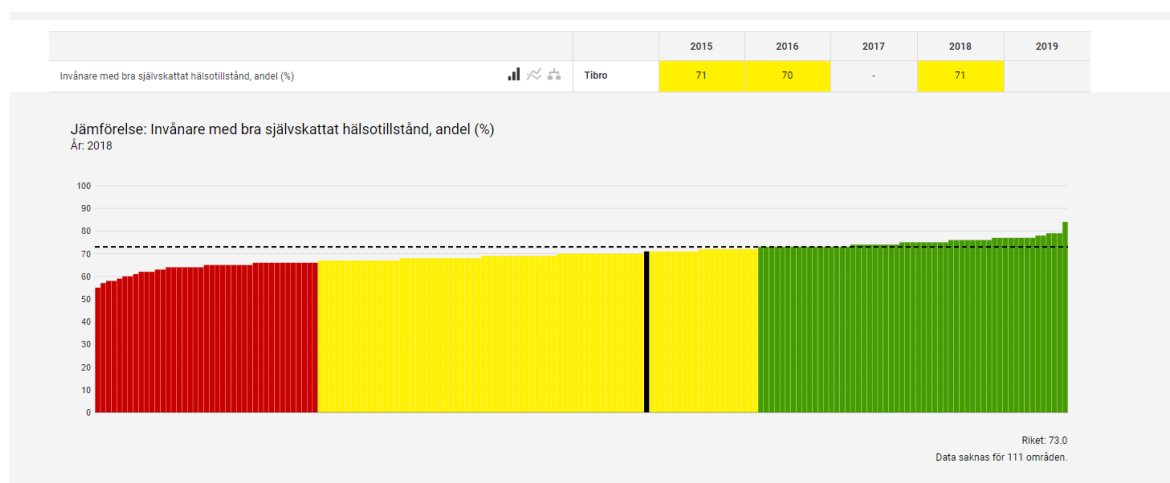 2015 2016 2017 2018 2019
Invånare med bra självskattat hälsotillstånd, andel (%) Tibro 71 70 - 71
Jämförelse: Invånare med bra självskattat hälsotillstånd, andel (%)
År: 2018
100
90
80
70
60
50
40
30
20
10
0
Riket: 73.0
Data saknas för 111 områden.